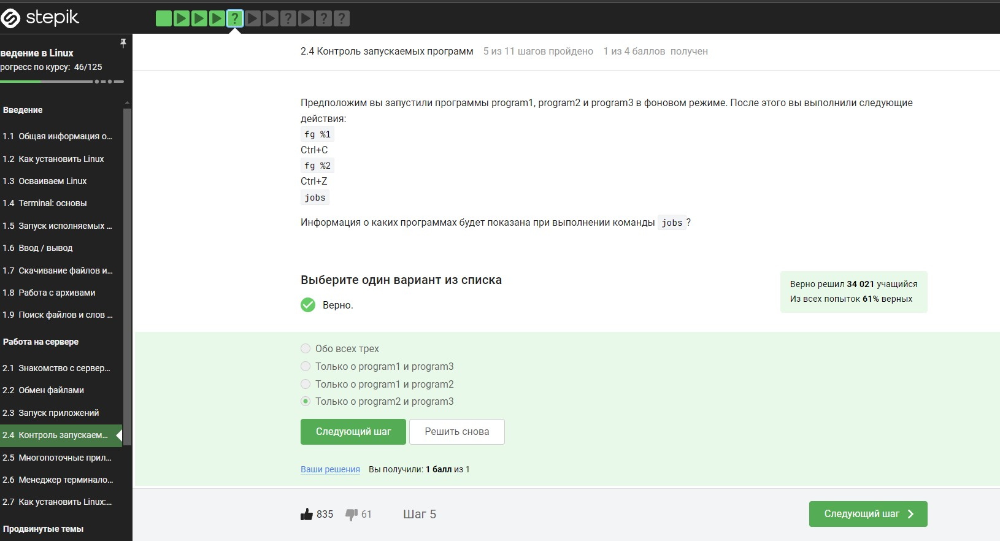 stepik
?
?
?
?
ведение в Linux
рогресс по курсу: 46/125
Введение
1.1 Общая информация о...
1.2 Как установить Linux
1.3 Осваиваем Linux
1.4 Terminal: основы
1.5 Запуск исполняемых ...
1.6 Ввод / вывод
1.7 Скачивание файлов и...
1.8 Работа с архивами
1.9 Поиск файлов и слов ...
Работа на сервере
2.1 Знакомство с сервер...
2.2 Обмен файлами
2.3 Запуск приложений
2.4 Контроль запускаем...
2.5 Многопоточные прил...
2.6 Менеджер терминало...
2.7 Как установить Linux:...
Продвинутые темы
2.4 Контроль запускаемых программ 5 из 11 шагов пройдено 1 из 4 баллов получен
Предположим вы запустили программы program1, program2 и program3 в фоновом режиме. После этого вы выполнили следующие
действия:
fg %1
Ctrl+C
fg %2
Ctrl+Z
jobs
Информация о каких программах будет показана при выполнении команды jobs ?
Выберите один вариант из списка
Верно.
Верно решил 34 021 учащийся
Из всех попыток 61% верных
Обо всех трех
Только о program1 и program3
Только о program1 и program2
Только о program2 и program3
Следующий шаг Решить снова
Ваши решения Вы получили: 1 балл из 1
835 61 Шаг 5 Следующий шаг